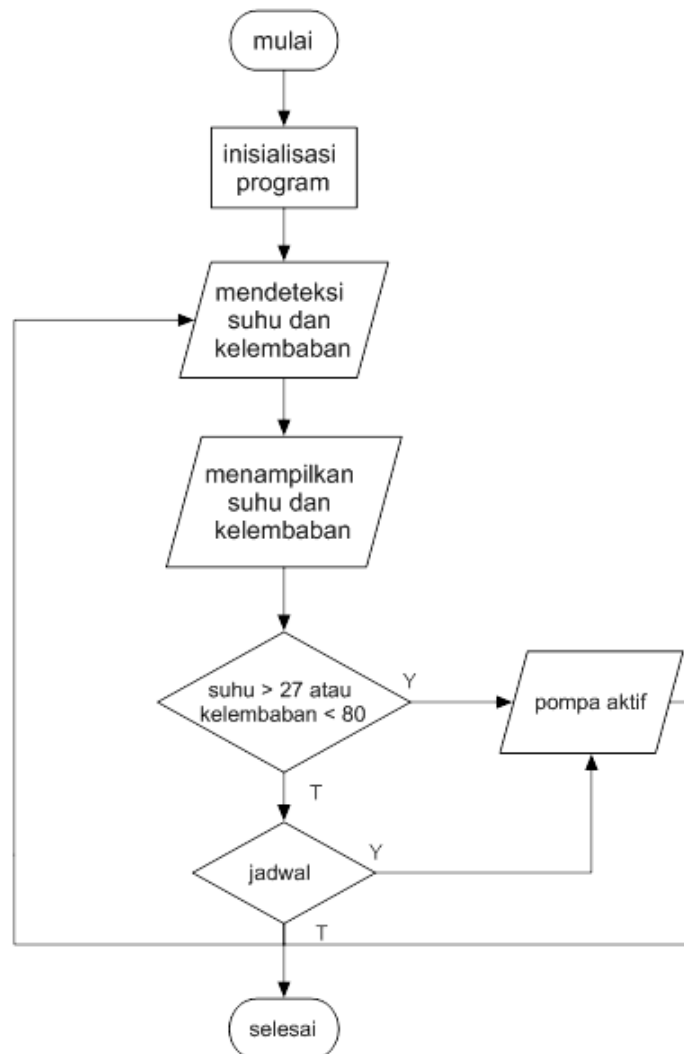 mulai
inisialisasi
program
mendeteksi
suhu dan
kelembaban
menampilkan
suhu dan
kelembaban
suhu > 27 atau
kelembaban < 80
Y
pompa aktif
T
jadwal
Y
T
selesai